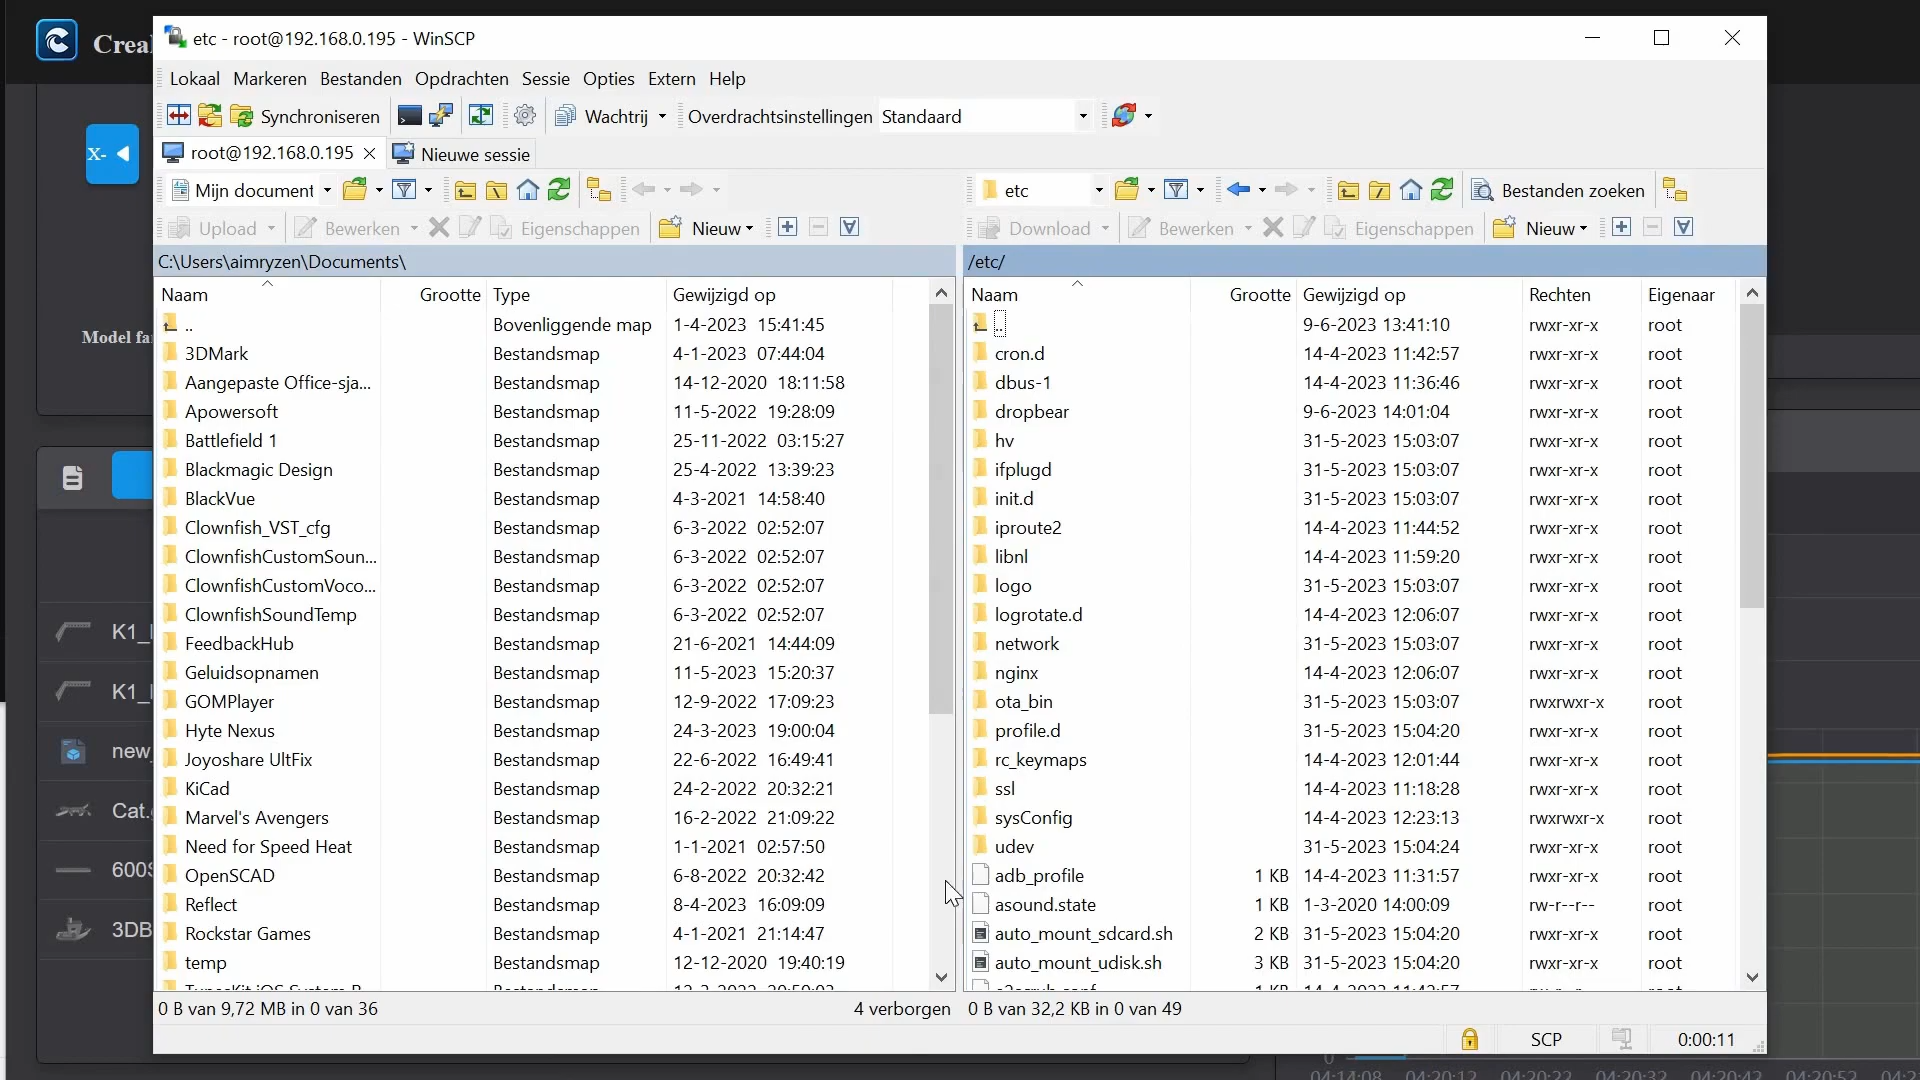 Crea
etc - root@192.168.0.195 - WinSCP
Lokaal Markeren Bestanden Opdrachten Sessie Opties Extern Help
Synchroniseren Wachtrij Overdrachtsinstellingen Standaard
root@192.168.0.195 Nieuwe sessie
X-
Mijn document etc Bestanden zoeken
Upload Bewerken Eigenschappen Nieuw Download Bewerken Eigenschappen Nieuw
C:\Users\aimryzen\Documents\ /etc/
Naam Grootte Type Gewijzigd op Naam Grootte Gewijzigd op Rechten Eigenaar
.. Bovenliggende map 1-4-2023 15:41:45 .. 9-6-2023 13:41:10 rwxr-xr-x root
Model fa
3DMark Bestandsmap 4-1-2023 07:44:04 cron.d 14-4-2023 11:42:57 rwxr-xr-x root
Aangepaste Office-sja... Bestandsmap 14-12-2020 18:11:58 dbus-1 14-4-2023 11:36:46 rwxr-xr-x root
Apowersoft Bestandsmap 11-5-2022 19:28:09 dropbear 9-6-2023 14:01:04 rwxr-xr-x root
Battlefield 1 Bestandsmap 25-11-2022 03:15:27 hv 31-5-2023 15:03:07 rwxr-xr-x root
Blackmagic Design Bestandsmap 25-4-2022 13:39:23 ifplugd 31-5-2023 15:03:07 rwxr-xr-x root
BlackVue Bestandsmap 4-3-2021 14:58:40 init.d 31-5-2023 15:03:07 rwxr-xr-x root
Clownfish_VST_cfg Bestandsmap 6-3-2022 02:52:07 iproute2 14-4-2023 11:44:52 rwxr-xr-x root
ClownfishCustomSoun... Bestandsmap 6-3-2022 02:52:07 libnl 14-4-2023 11:59:20 rwxr-xr-x root
ClownfishCustomVoco... Bestandsmap 6-3-2022 02:52:07 logo 31-5-2023 15:03:07 rwxr-xr-x root
ClownfishSoundTemp Bestandsmap 6-3-2022 02:52:07 logrotate.d 14-4-2023 12:06:07 rwxr-xr-x root
K1_
FeedbackHub Bestandsmap 21-6-2021 14:44:09 network 31-5-2023 15:03:07 rwxr-xr-x root
Geluidsopnamen Bestandsmap 11-5-2023 15:20:37 nginx 14-4-2023 12:06:07 rwxr-xr-x root
K1_
GOMPlayer Bestandsmap 12-9-2022 17:09:23 ota_bin 31-5-2023 15:03:07 rwxrwxr-x root
Hyte Nexus Bestandsmap 24-3-2023 19:00:04 profile.d 31-5-2023 15:04:20 rwxr-xr-x root
new_
Joyoshare UltFix Bestandsmap 22-6-2022 16:49:41 rc_keymaps 14-4-2023 12:01:44 rwxr-xr-x root
KiCad Bestandsmap 24-2-2022 20:32:21 ssl 14-4-2023 11:18:28 rwxr-xr-x root
Cat.
Marvel's Avengers Bestandsmap 16-2-2022 21:09:22 sysConfig 14-4-2023 12:23:13 rwxrwxr-x root
Need for Speed Heat Bestandsmap 1-1-2021 02:57:50 udev 31-5-2023 15:04:24 rwxr-xr-x root
600
OpenSCAD Bestandsmap 6-8-2022 20:32:42 adb_profile 1 KB 14-4-2023 11:31:57 rwxr-xr-x root
Reflect Bestandsmap 8-4-2023 16:09:09 asound.state 1 KB 1-3-2020 14:00:09 rw-r--r-- root
3DB
Rockstar Games Bestandsmap 4-1-2021 21:14:47 auto_mount_sdcard.sh 2 KB 31-5-2023 15:04:20 rwxr-xr-x root
temp Bestandsmap 12-12-2020 19:40:19 auto_mount_udisk.sh 3 KB 31-5-2023 15:04:20 rwxr-xr-x root
0 B van 9,72 MB in 0 van 36 4 verborgen 0 B van 32,2 KB in 0 van 49
SCP 0:00:11
0
04:14:08 04:20:12 04:20:22 04:20:32 04:20:42 04:20:52